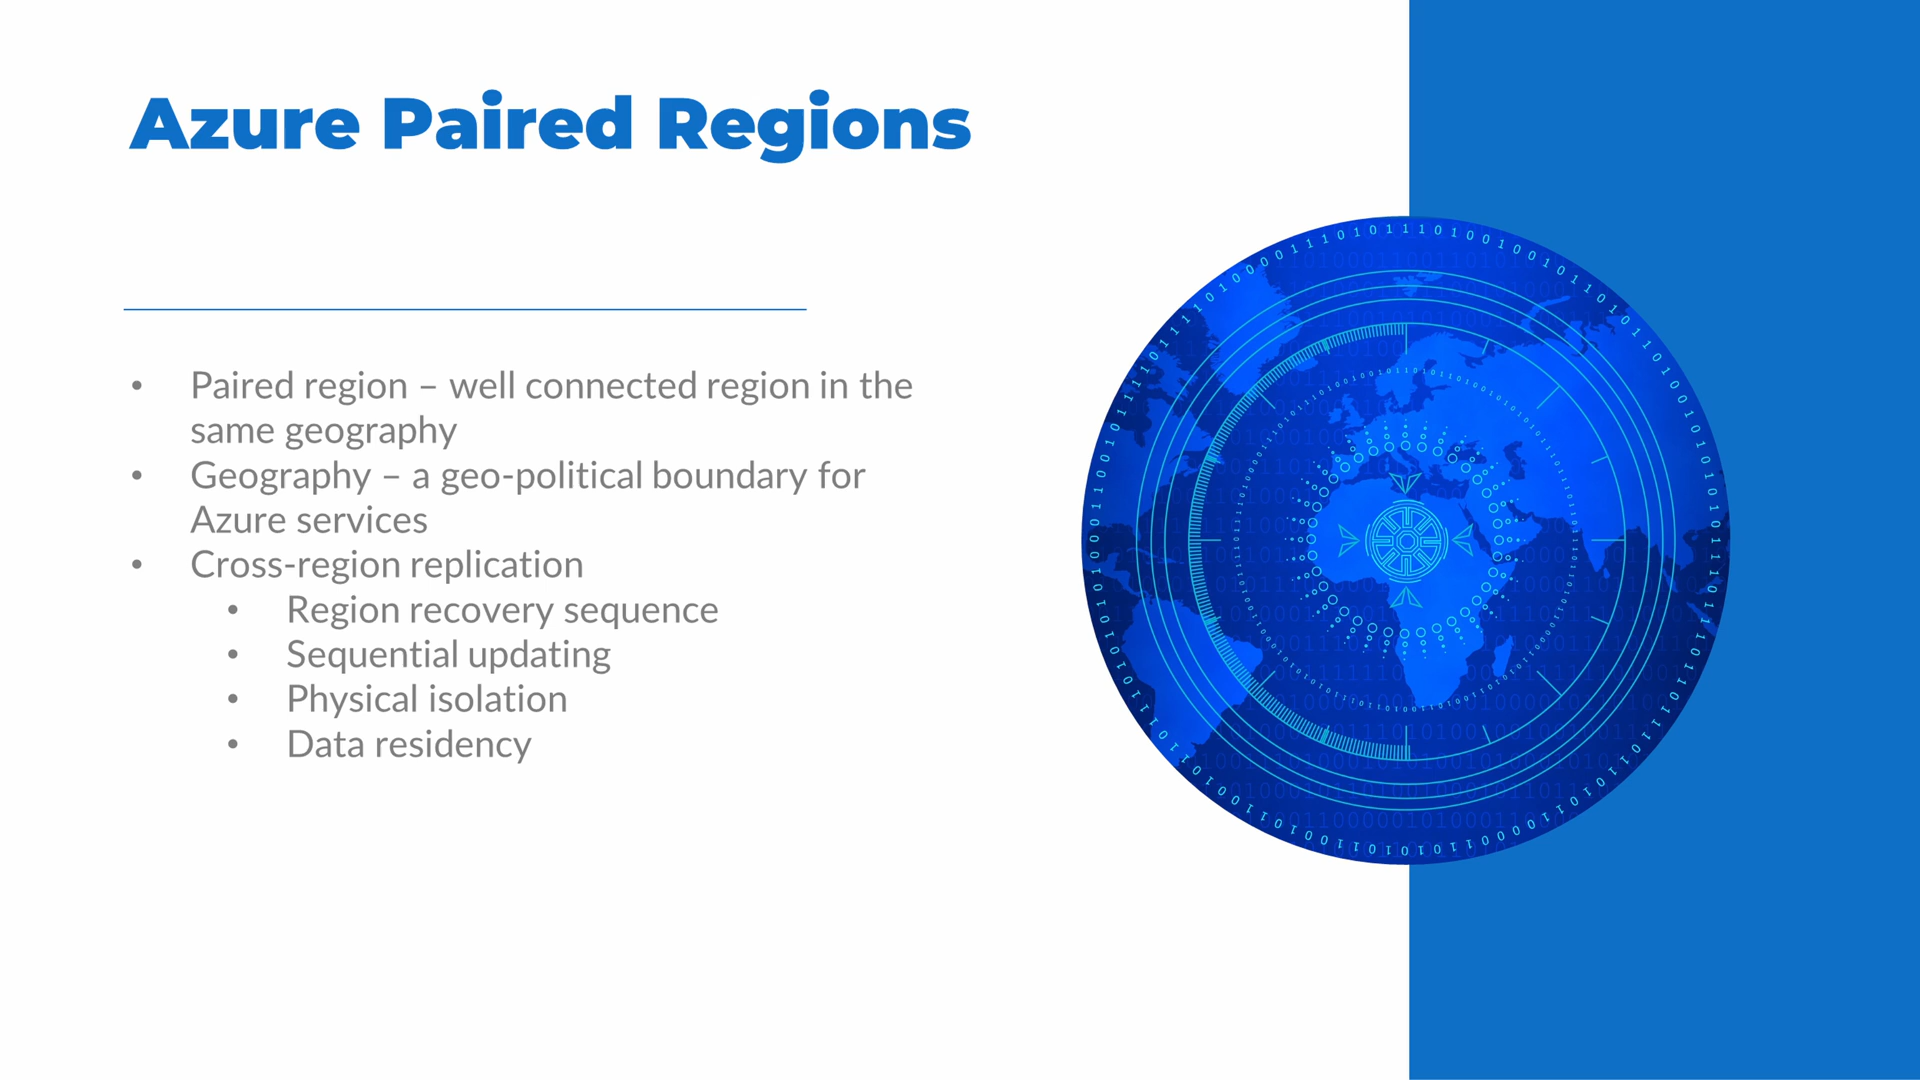 Azure Paired Regions
• Paired region – well connected region in the
same geography
• Geography – a geo-political boundary for
Azure services
• Cross-region replication
• Region recovery sequence
• Sequential updating
• Physical isolation
• Data residency